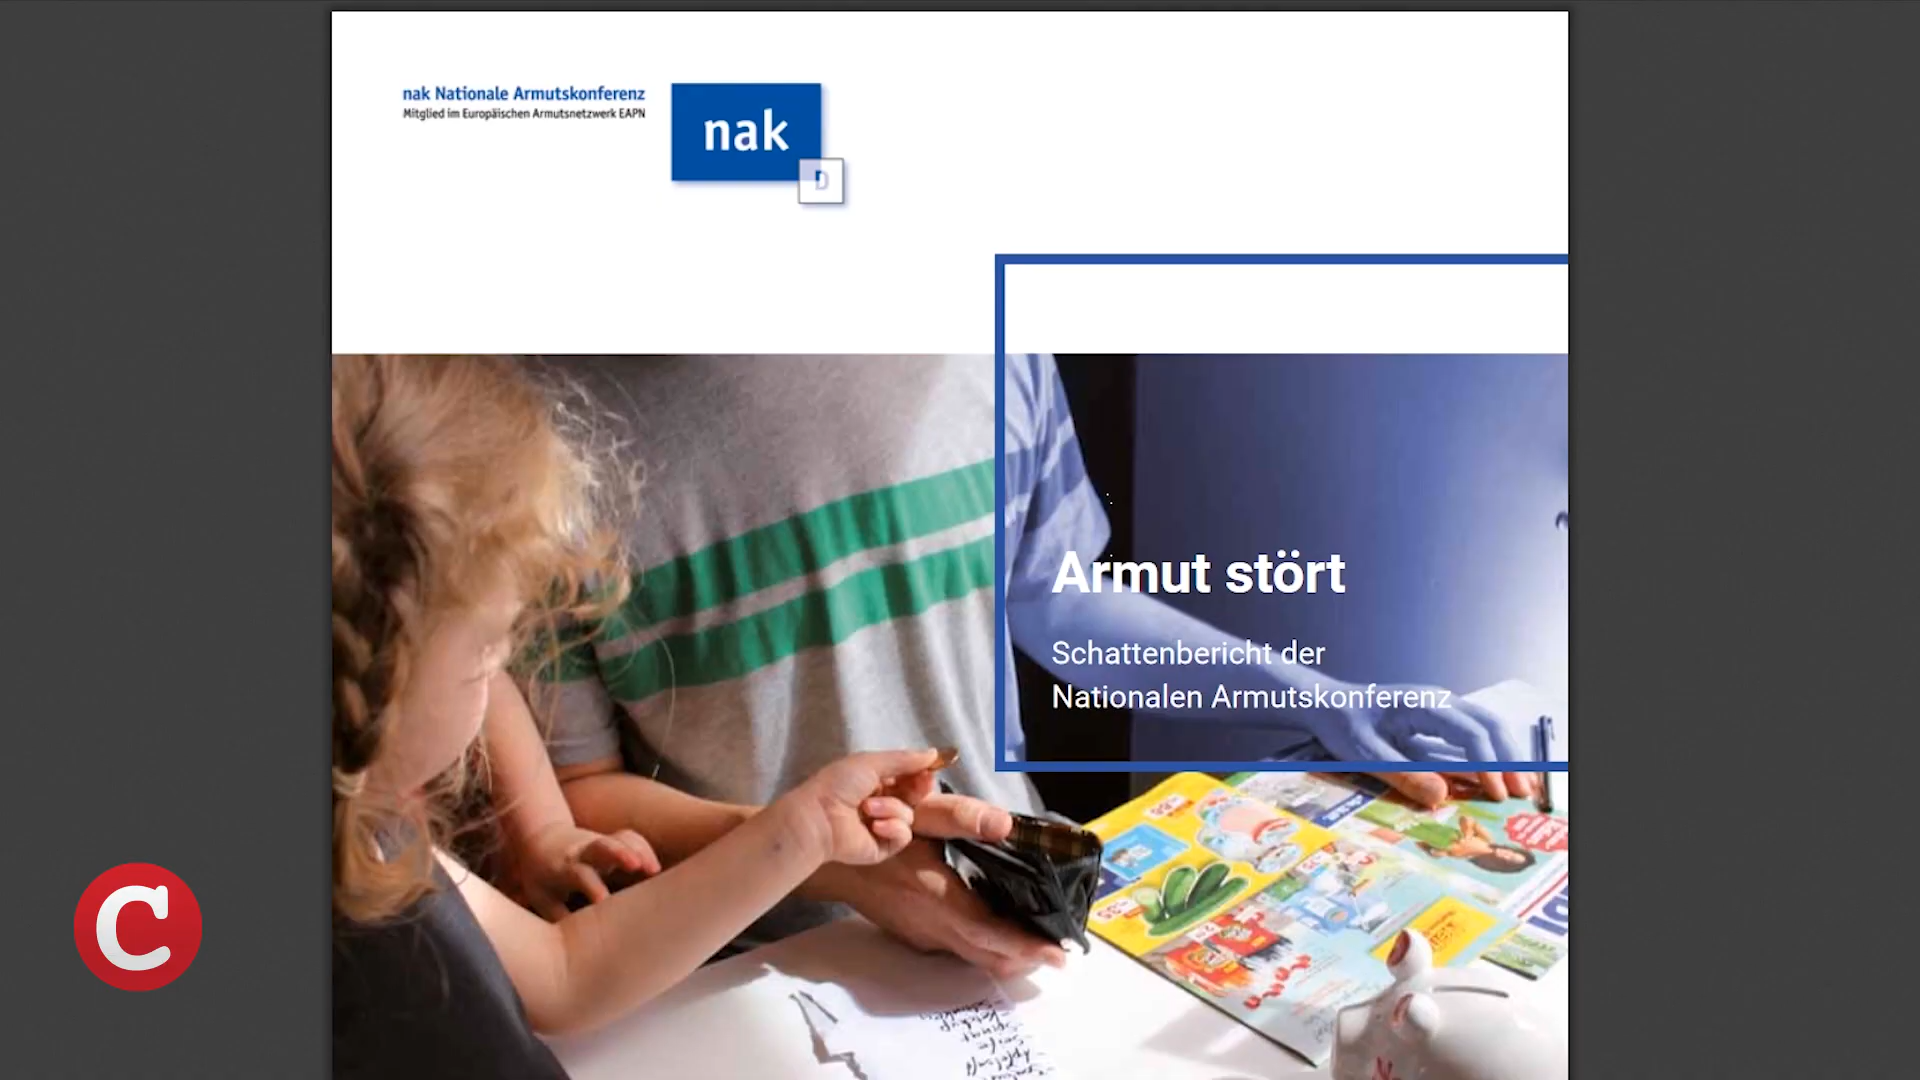 nak Nationale Armutskonferenz
Mitglied im Europäischen Armutsnetzwerk EAPN
nak
D
Armut stört
Schattenbericht der
Nationalen Armutskonferenz
C